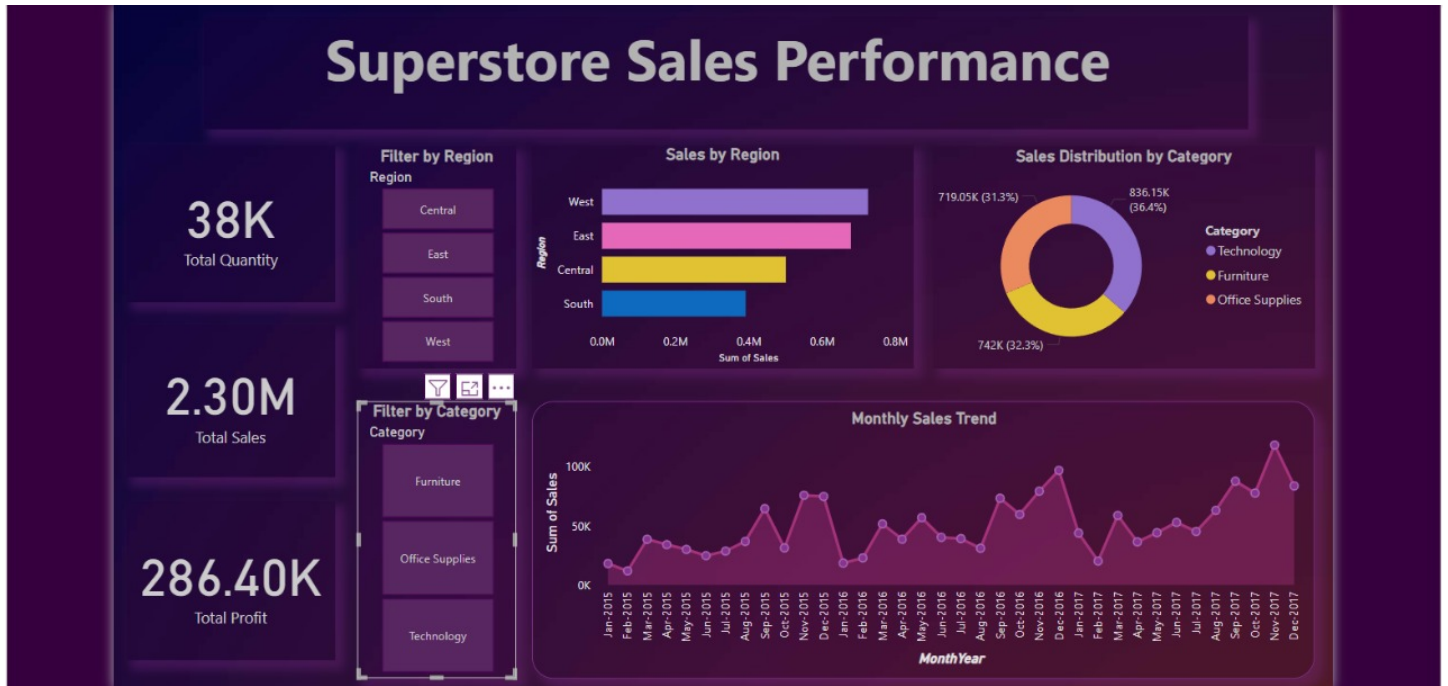 Superstore Sales Performance
38K
Total Quantity
2.30M
Total Sales
286.40K
Total Profit
Filter by Region
Region
Central
East
South
West
Filter by Category
Category
Furniture
Office Supplies
Technology
Sales by Region
Region
West
East
Central
South
0.0M 0.2M 0.4M 0.6M 0.8M
Sum of Sales
Sales Distribution by Category
719.05K (31.3%)
836.15K
(36.4%)
742K (32.3%)
Category
Technology
Furniture
Office Supplies
Monthly Sales Trend
Sum of Sales
100K
50K
0K
Jan-2015
Feb-2015
Mar-2015
Apr-2015
May-2015
Jun-2015
Jul-2015
Aug-2015
Sep-2015
Oct-2015
Nov-2015
Dec-2015
Jan-2016
Feb-2016
Mar-2016
Apr-2016
May-2016
Jun-2016
Jul-2016
Aug-2016
Sep-2016
Oct-2016
Nov-2016
Dec-2016
Jan-2017
Feb-2017
Mar-2017
Apr-2017
May-2017
Jun-2017
Jul-2017
Aug-2017
Sep-2017
Oct-2017
Nov-2017
Dec-2017
MonthYear